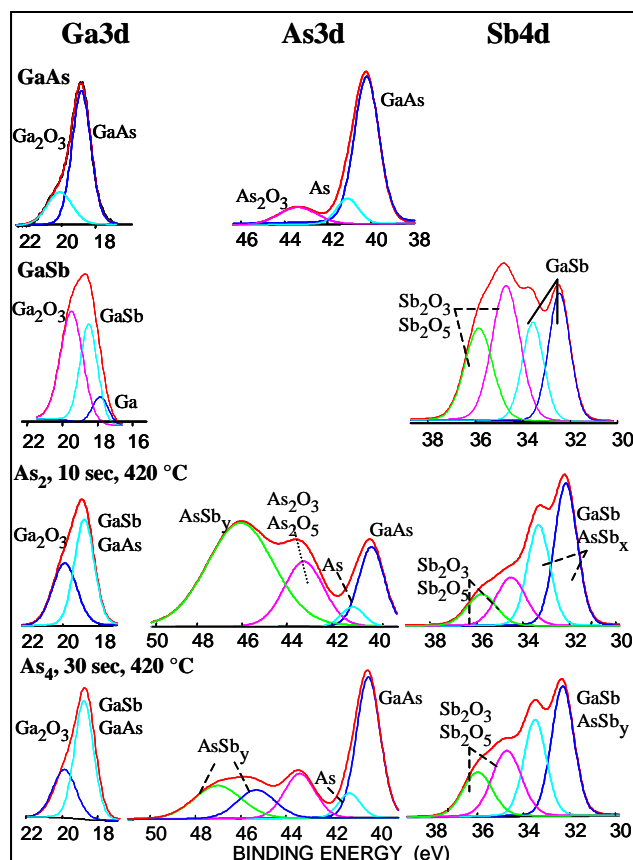 Ga3d As3d Sb4d
GaAs
Ga2O3
GaAs
GaAs
As2O3
As
22 20 18
46 44 42 40 38
GaSb
Ga2O3
GaSb
Ga
GaSb
Sb2O3
Sb2O5
22 20 18 16
38 36 34 32 30
As2, 10 sec, 420 °C
Ga2O3
GaSb
GaAs
AsSby
As2O3
As2O5
As
GaAs
Sb2O3
Sb2O5
GaSb
AsSbx
22 20 18
50 48 46 44 42 40
38 36 34 32 30
As4, 30 sec, 420 °C
Ga2O3
GaSb
GaAs
AsSby
As
GaAs
Sb2O3
Sb2O5
GaSb
AsSby
22 20 18
50 48 46 44 42 40
38 36 34 32 30
BINDING ENERGY (eV)